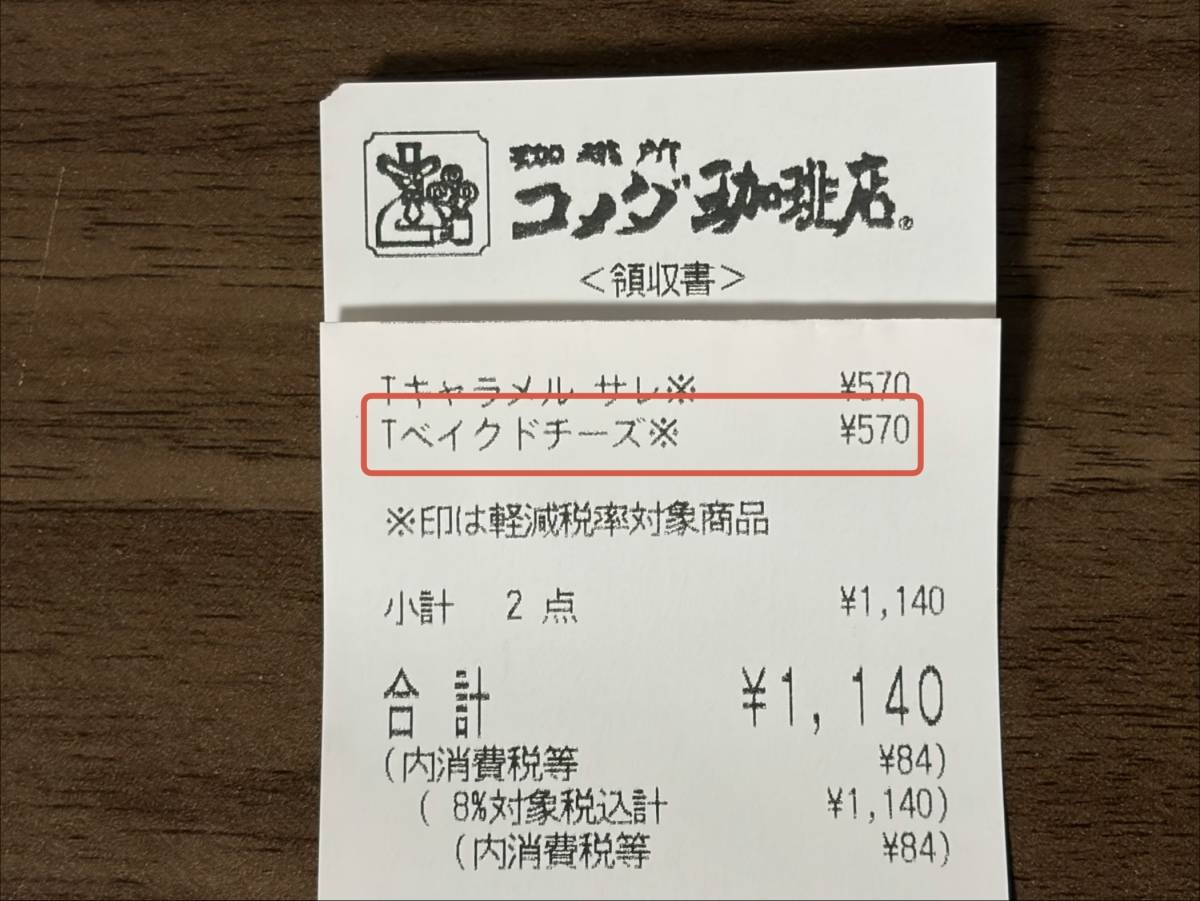 珈琲所
コメダ珈琲店®
<領収書>
Tキャラメル サレ※ ¥570
Tベイクドチーズ※ ¥570
※印は軽減税率対象商品
小計 2点 ¥1,140
合計 ¥1,140
(内消費税等 ¥84)
( 8%対象税込計 ¥1,140)
(内消費税等 ¥84)